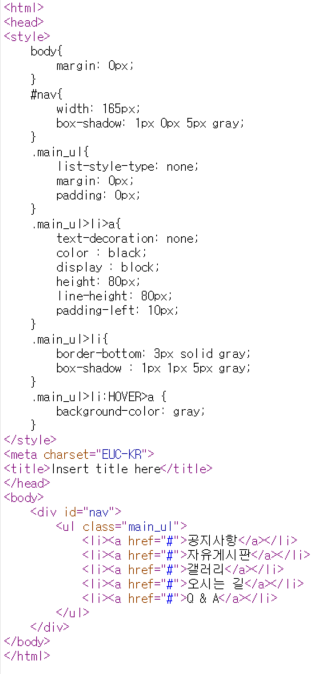 <html>
<head>
<style>
    body{
        margin: 0px;
    }
    #nav{
        width: 165px;
        box-shadow: 1px 0px 5px gray;
    }
    .main_ul{
        list-style-type: none;
        margin: 0px;
        padding: 0px;
    }
    .main_ul>li>a{
        text-decoration: none;
        color : black;
        display : block;
        height: 80px;
        line-height: 80px;
        padding-left: 10px;
    }
    .main_ul>li{
        border-bottom: 3px solid gray;
        box-shadow : 1px 1px 5px gray;
    }
    .main_ul>li:HOVER>a {
        background-color: gray;
    }
</style>
<meta charset="EUC-KR">
<title>Insert title here</title>
</head>
<body>
    <div id="nav">
        <ul class="main_ul">
            <li><a href="#">공지사항</a></li>
            <li><a href="#">자유게시판</a></li>
            <li><a href="#">갤러리</a></li>
            <li><a href="#">오시는 길</a></li>
            <li><a href="#">Q & A</a></li>
        </ul>
    </div>
</body>
</html>